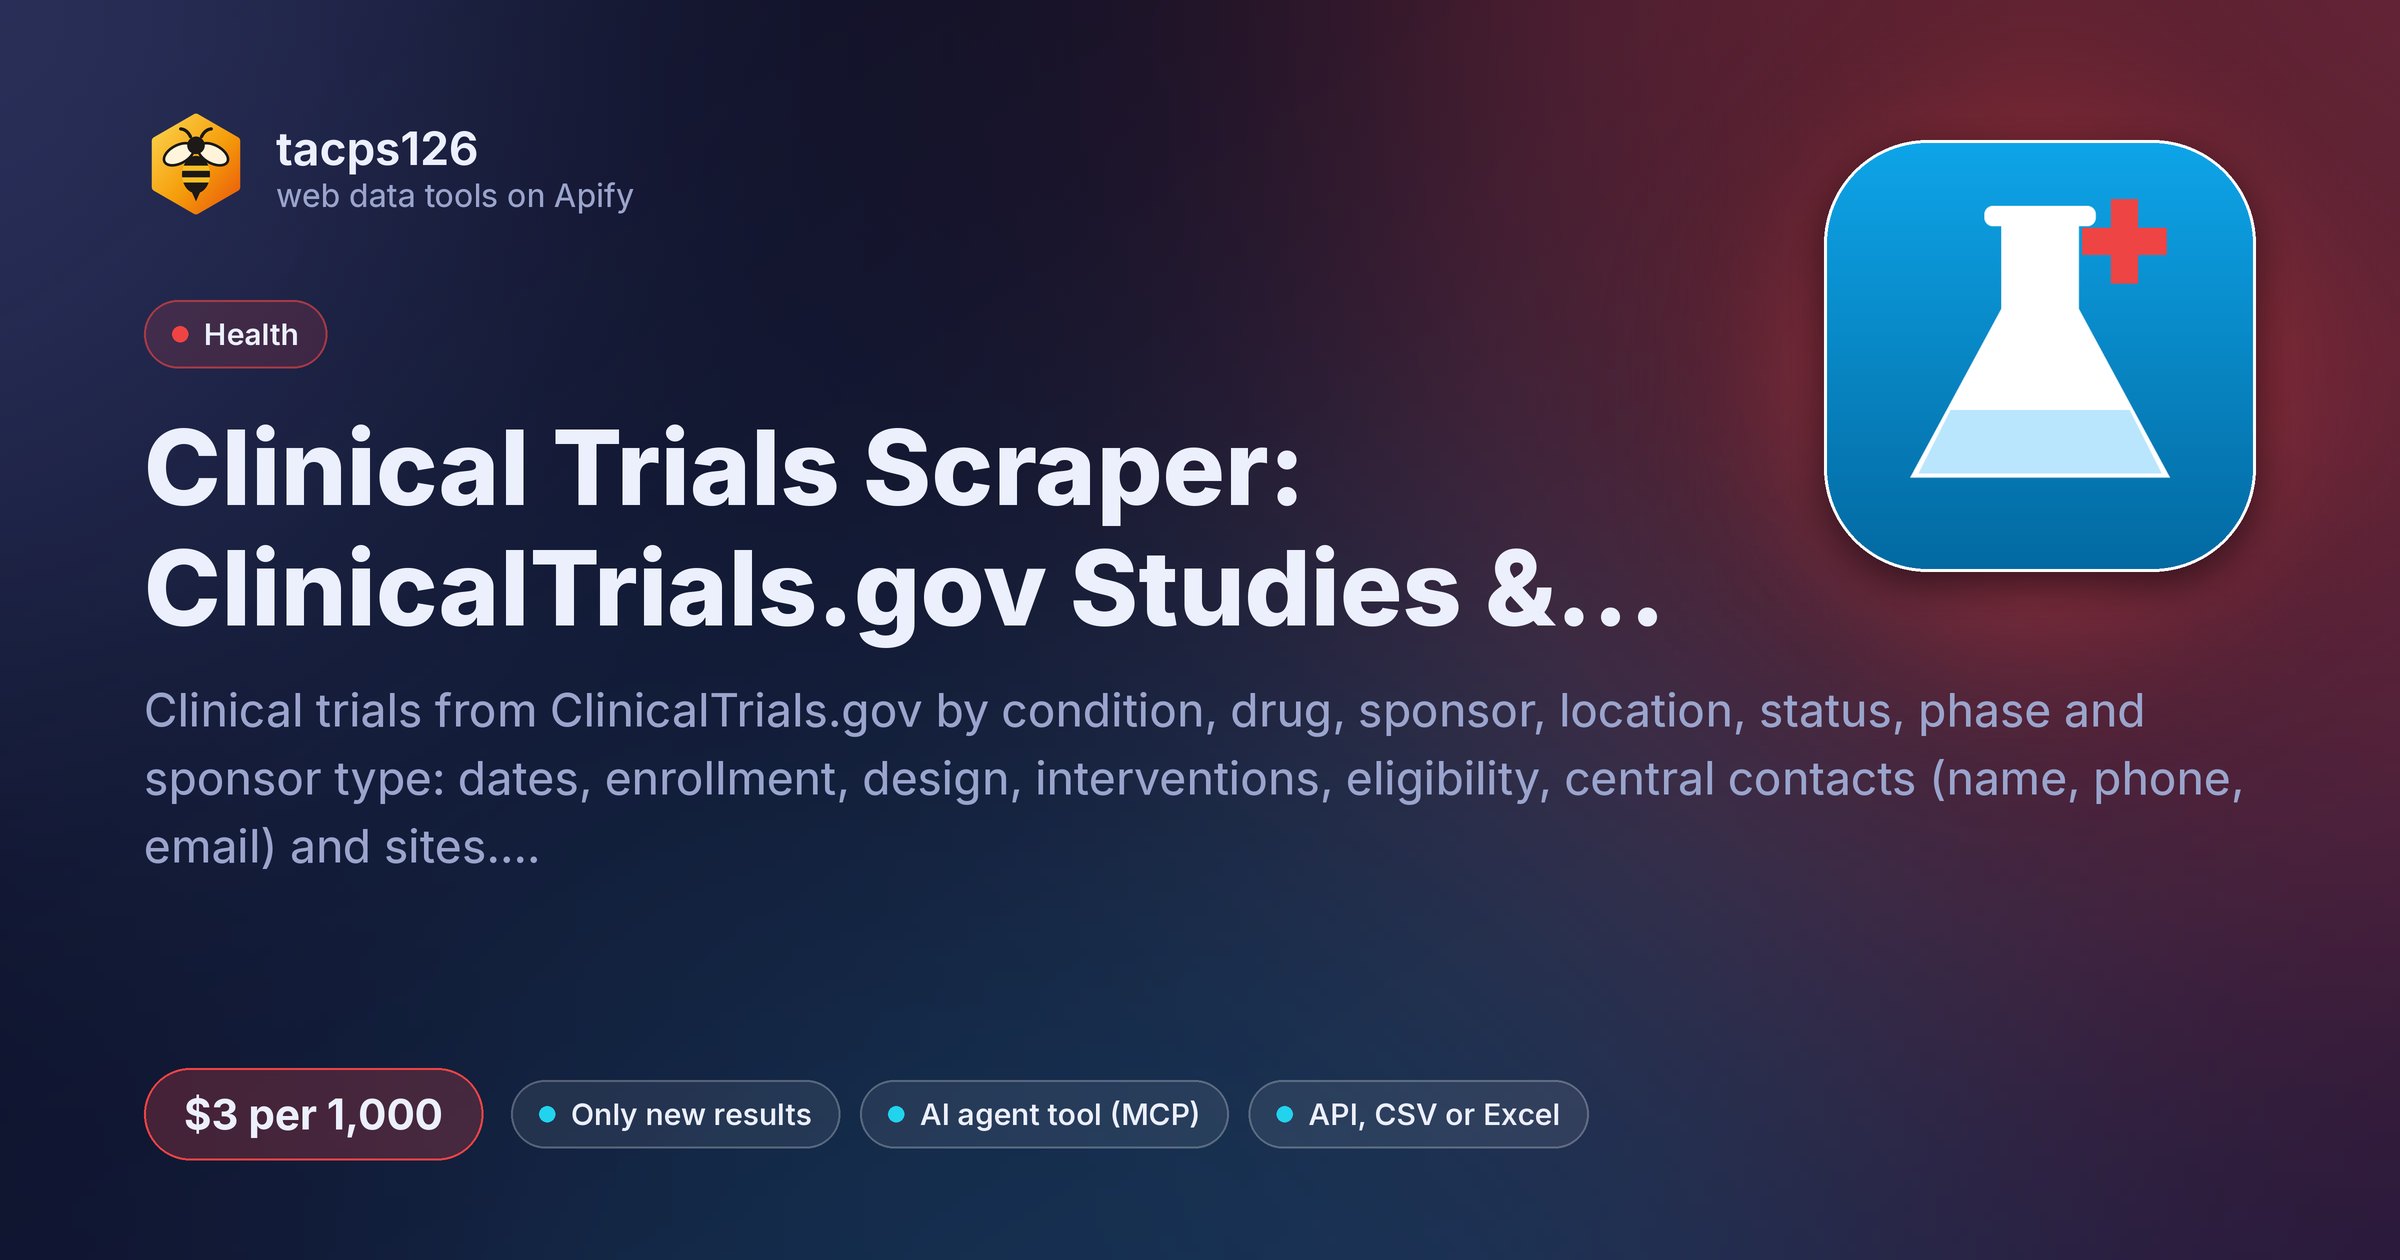 tacps126
web data tools on Apify
Health
Clinical Trials Scraper:
ClinicalTrials.gov Studies &...
Clinical trials from ClinicalTrials.gov by condition, drug, sponsor, location, status, phase and
sponsor type: dates, enrollment, design, interventions, eligibility, central contacts (name, phone,
email) and sites....
$3 per 1,000
Only new results
AI agent tool (MCP)
API, CSV or Excel